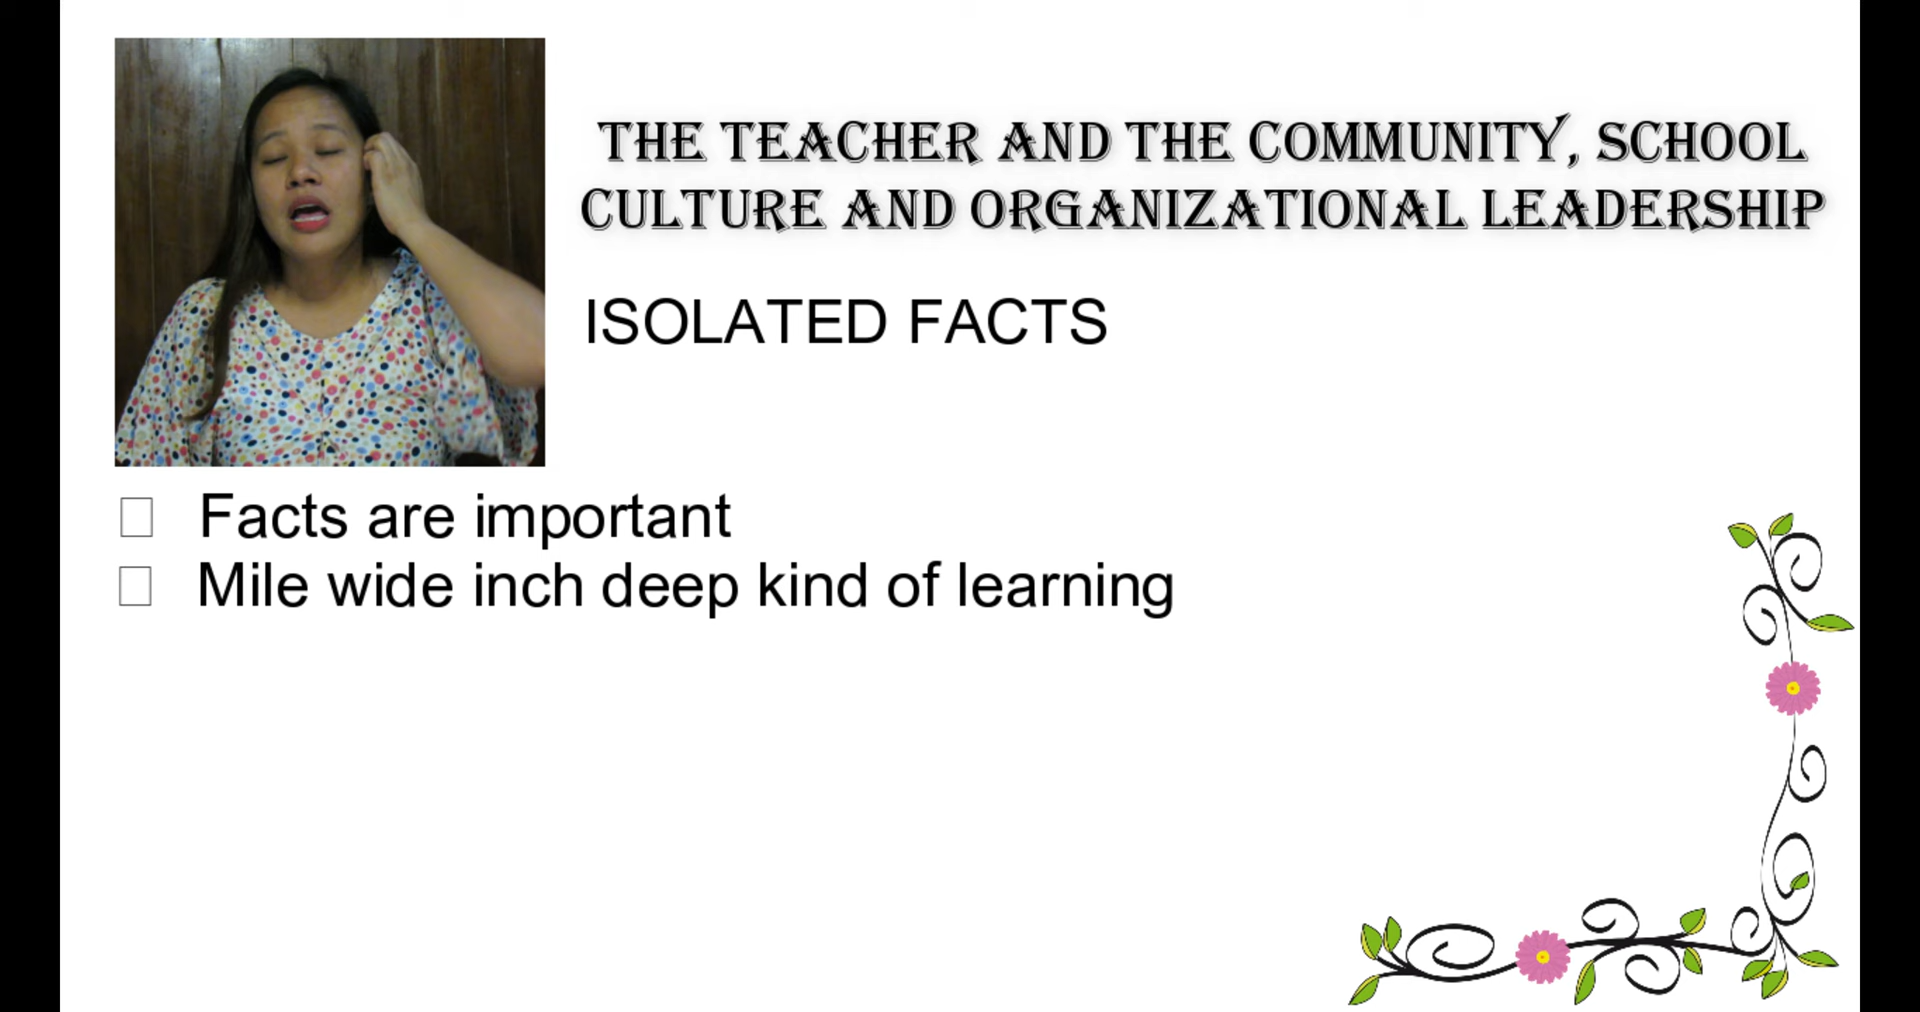 THE TEACHER AND THE COMMUNITY, SCHOOL
CULTURE AND ORGANIZATIONAL LEADERSHIP
ISOLATED FACTS
Facts are important
Mile wide inch deep kind of learning